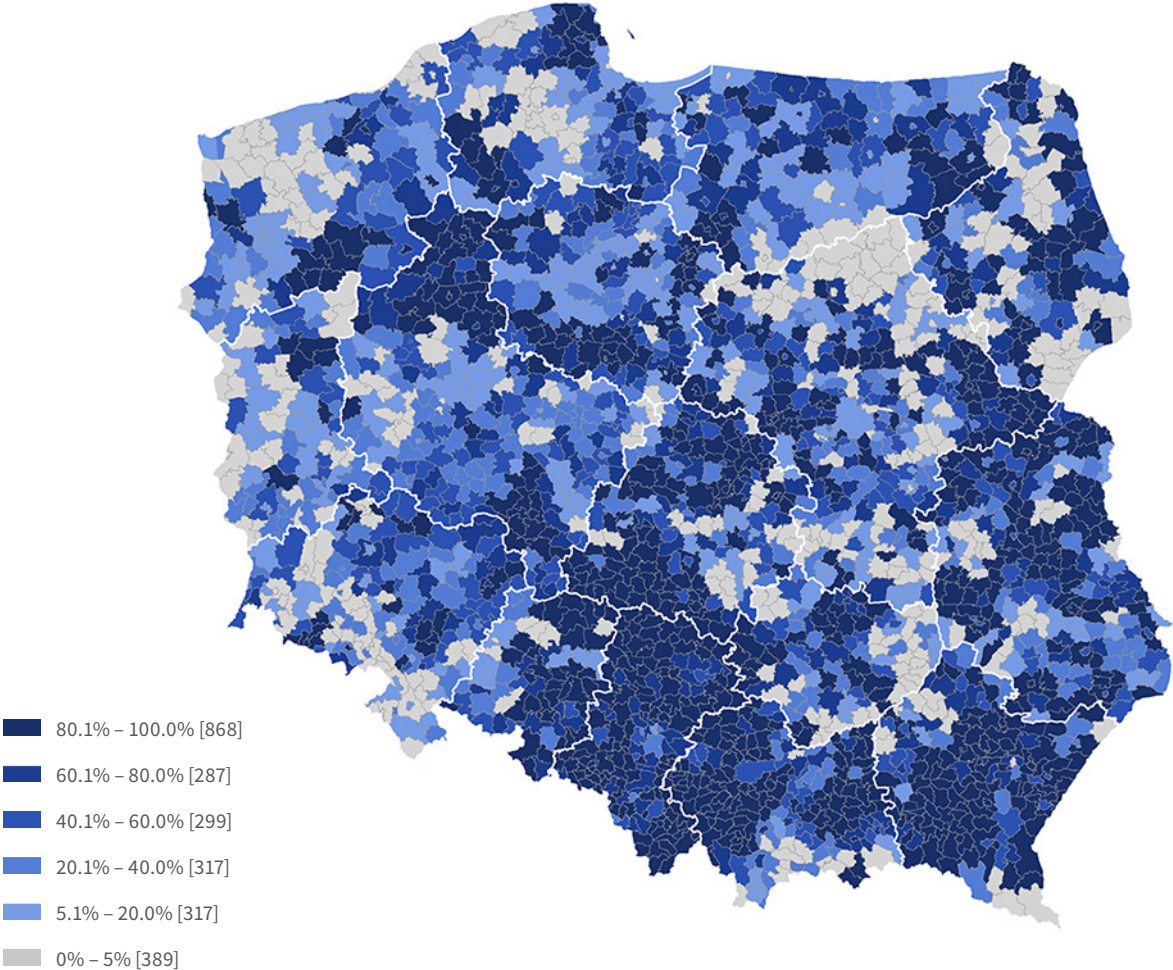 80.1% – 100.0% [868]
60.1% – 80.0% [287]
40.1% – 60.0% [299]
20.1% – 40.0% [317]
5.1% – 20.0% [317]
0% – 5% [389]